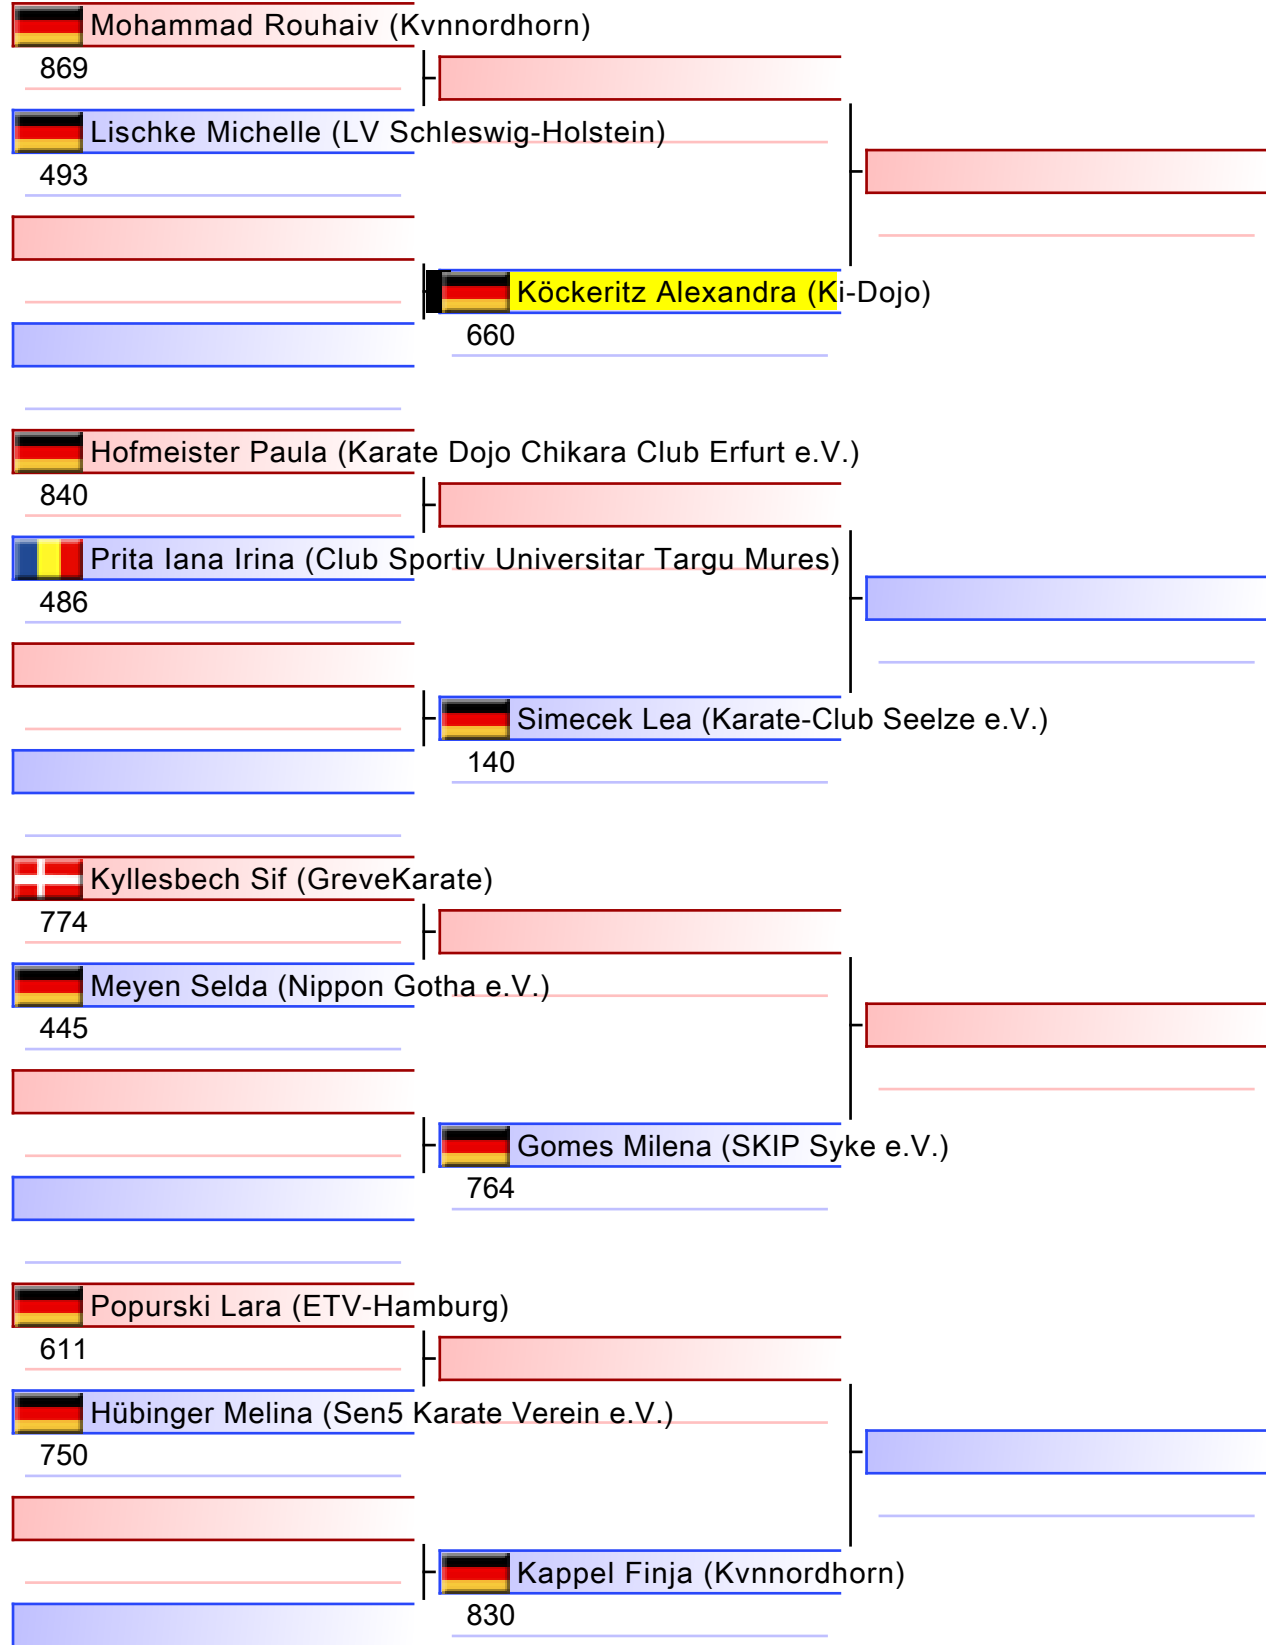 Mohammad Rouhaiv (Kvnnordhorn)
869
Lischke Michelle (LV Schleswig-Holstein)
493
Köckeritz Alexandra (Ki-Dojo)
660
Hofmeister Paula (Karate Dojo Chikara Club Erfurt e.V.)
840
Prita Iana Irina (Club Sportiv Universitar Targu Mures)
486
Simecek Lea (Karate-Club Seelze e.V.)
140
Kyllesbech Sif (GreveKarate)
774
Meyen Selda (Nippon Gotha e.V.)
445
Gomes Milena (SKIP Syke e.V.)
764
Popurski Lara (ETV-Hamburg)
611
Hübinger Melina (Sen5 Karate Verein e.V.)
750
Kappel Finja (Kvnnordhorn)
830